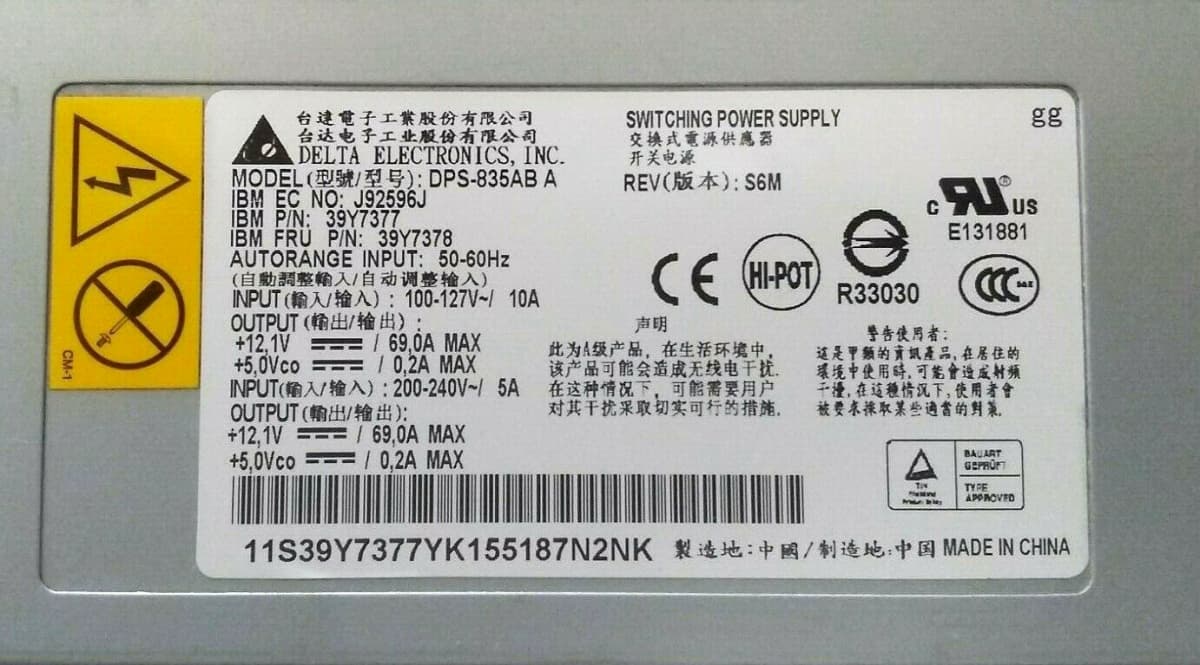 台達電子工業股份有限公司
台达电子工业股份有限公司
DELTA ELECTRONICS, INC.
MODEL(型號/型号): DPS-835AB A
IBM EC NO: J92596J
IBM P/N: 39Y7377
IBM FRU P/N: 39Y7378
AUTORANGE INPUT: 50-60Hz
(自動調整輸入/自动调整输入)
INPUT(輸入/输入): 100-127V~/ 10A
OUTPUT(輸出/输出):
+12,1V / 69,0A MAX
+5,0Vco / 0,2A MAX
INPUT(輸入/输入): 200-240V~/ 5A
OUTPUT(輸出/输出):
+12,1V / 69,0A MAX
+5,0Vco / 0,2A MAX
11S39Y7377YK155187N2NK
SWITCHING POWER SUPPLY
交換式電源供應器
开关电源
REV(版本): S6M
gg
CE
HI-POT
R33030
c RU ® US
E131881
CCC
S&E
声明
此为A级产品, 在生活环境中,
该产品可能会造成无线电干扰.
在这种情况下, 可能需要用户
对其干扰采取切实可行的措施.
警告使用者:
這是甲類的資訊產品,在居住的
環境中使用時,可能會造成射頻
干擾,在這種情況下,使用者會
被要求採取某些適當的對策.
TÜV
Rheinland
Product Safety
BAUART
GEPRÜFT
TYPE
APPROVED
製造地:中國/制造地:中国 MADE IN CHINA
CM-1